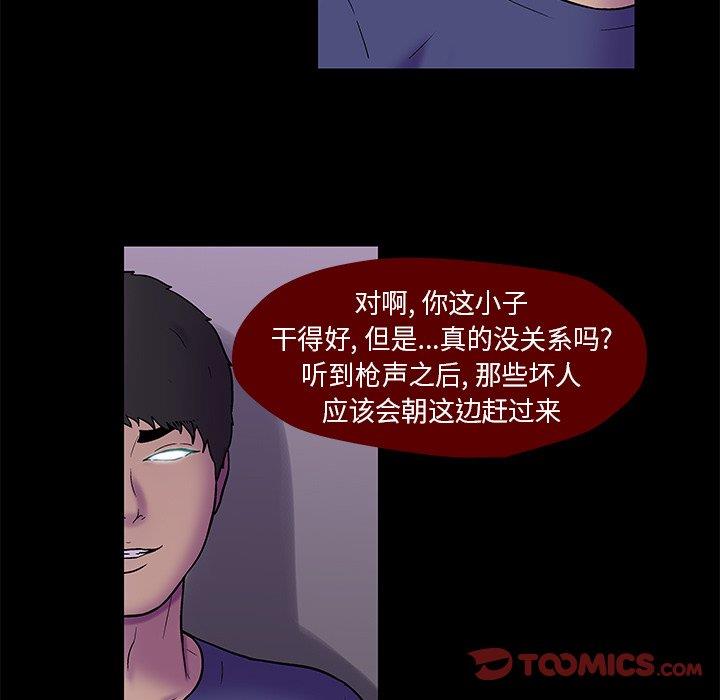 对啊, 你这小子
干得好, 但是...真的没关系吗?
听到枪声之后, 那些坏人
应该会朝这边赶过来
TOOMICS.COM